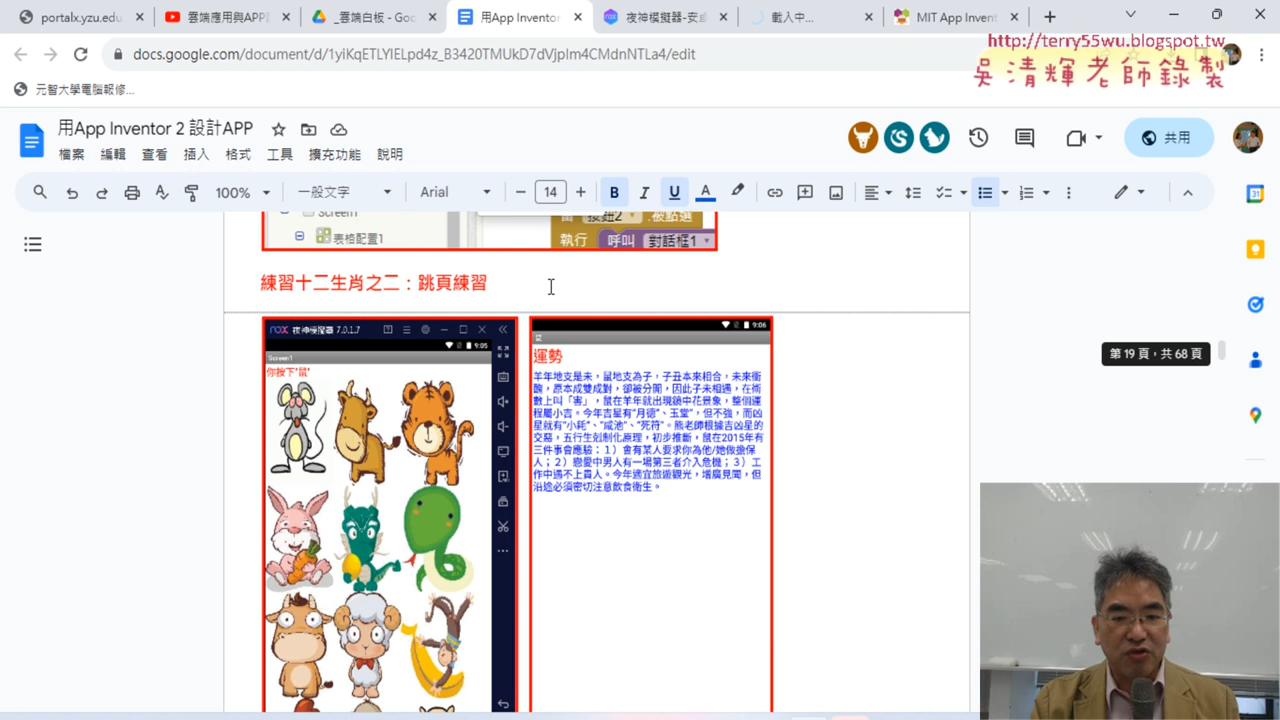 portalx.yzu.edu
雲端應用與APP設
_雲端白板 - Goo
用App Inventor
夜神模擬器-安卓
載入中...
MIT App Invent
docs.google.com/document/d/1yiKqETLYlELpd4z_B3420TMUkD7dVjpIm4CMdnNTLa4/edit
http://terry55wu.blogspot.tw
吳清輝老師錄製
元智大學電腦報修...
用App Inventor 2 設計APP
檔案 編輯 查看 插入 格式 工具 擴充功能 說明
共用
100% 一般文字 Arial 14 B I U A
Screen
表格配置1
當 按鈕2 .被點選
執行 呼叫 對話框1
練習十二生肖之二：跳頁練習
第 19 頁，共 68 頁
nox 夜神模擬器 7.0.1.7
9:05
Screen1
你按下"鼠"
9:06
鼠
運勢
羊年地支是未，鼠地支為子，子丑本來相合，未來衝
醜，原本成雙成對，卻被分開，因此子未相遇，在術
數上叫「害」，鼠在羊年就出現鏡中花景象，整個運
程屬小吉。今年吉星有"月德"、玉堂"，但不強，而凶
星就有"小耗"、"咸池"、"死符"。熊老師根據吉凶星的
交惡，五行生剋制化原理，初步推斷，鼠在2015年有
三件事會應驗：１）會有某人要求你為他/她做擔保
人；２）戀愛中男人有一場第三者介入危機；３）工
作中遇不上貴人。今年適宜旅遊觀光，增廣見聞，但
沿途必須密切注意飲食衛生。